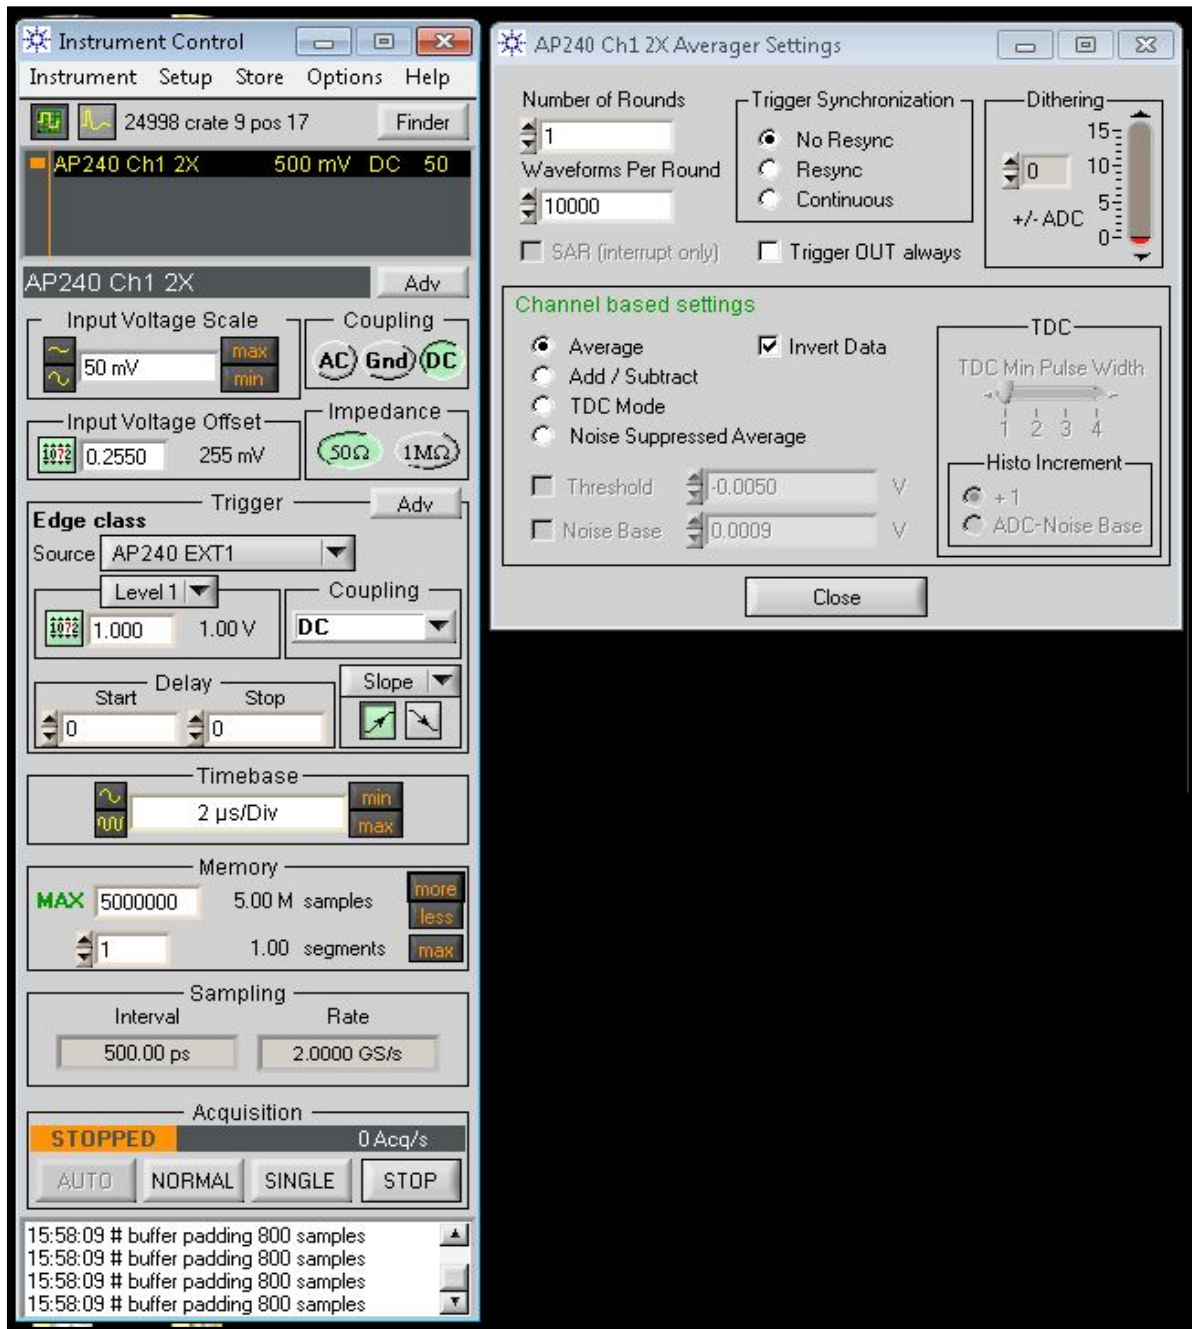 Instrument Control
Instrument Setup Store Options Help
24998 crate 9 pos 17 Finder
AP240 Ch1 2X 500 mV DC 50
AP240 Ch1 2X Adv
Input Voltage Scale Coupling
50 mV max min AC Gnd DC
Input Voltage Offset Impedance
0.2550 255 mV 50Ω 1MΩ
Trigger Adv
Edge class
Source AP240 EXT1
Level 1 Coupling
1.000 1.00 V DC
Delay Slope
Start Stop
0 0
Timebase
2 µs/Div min max
Memory
MAX 5000000 5.00 M samples more less
1 1.00 segments max
Sampling
Interval Rate
500.00 ps 2.0000 GS/s
Acquisition
STOPPED 0 Acq/s
AUTO NORMAL SINGLE STOP
15:58:09 # buffer padding 800 samples
15:58:09 # buffer padding 800 samples
15:58:09 # buffer padding 800 samples
15:58:09 # buffer padding 800 samples
AP240 Ch1 2X Averager Settings
Number of Rounds
1
Waveforms Per Round
10000
SAR (interrupt only)
Trigger Synchronization
No Resync
Resync
Continuous
Trigger OUT always
Dithering
0
+/- ADC
15
10
5
0
Channel based settings
Average Invert Data
Add / Subtract
TDC Mode
Noise Suppressed Average
Threshold -0.0050 V
Noise Base 0.0009 V
TDC
TDC Min Pulse Width
1 2 3 4
Histo Increment
+1
ADC-Noise Base
Close